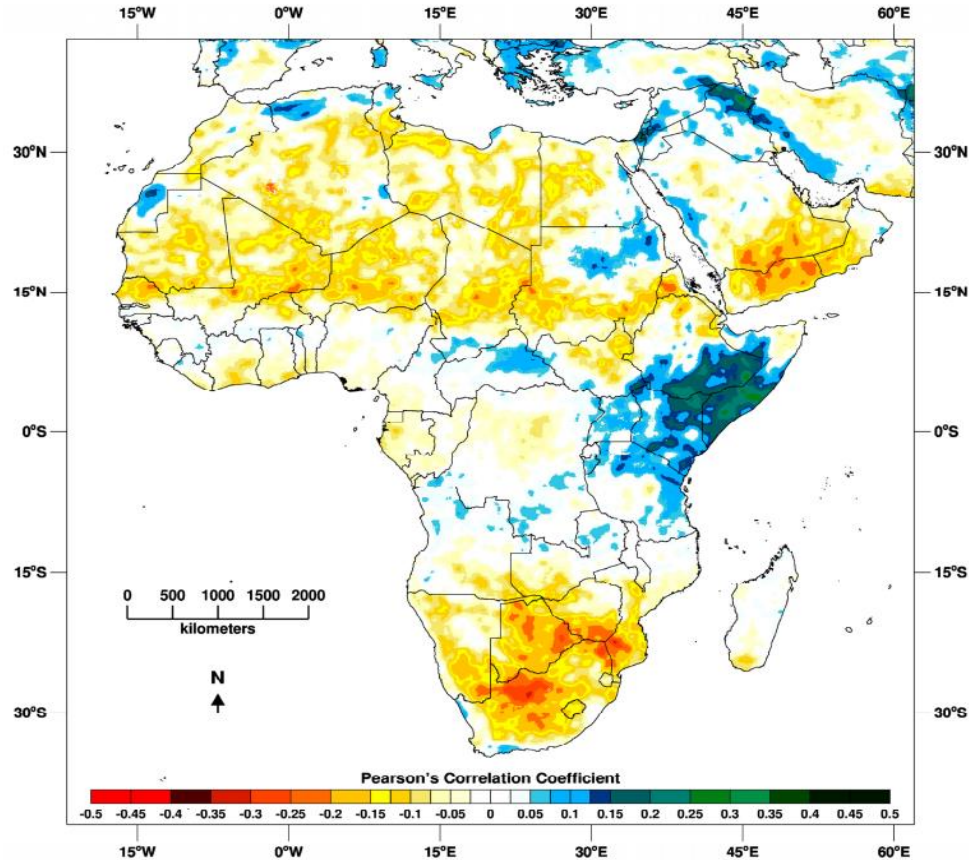 15°W 0°W 15°E 30°E 45°E 60°E
30°N 30°N
15°N 15°N
0°S 0°S
15°S 15°S
0 500 1000 1500 2000
kilometers
N
30°S 30°S
Pearson's Correlation Coefficient
-0.5 -0.45 -0.4 -0.35 -0.3 -0.25 -0.2 -0.15 -0.1 -0.05 0 0.05 0.1 0.15 0.2 0.25 0.3 0.35 0.4 0.45 0.5
15°W 0°W 15°E 30°E 45°E 60°E